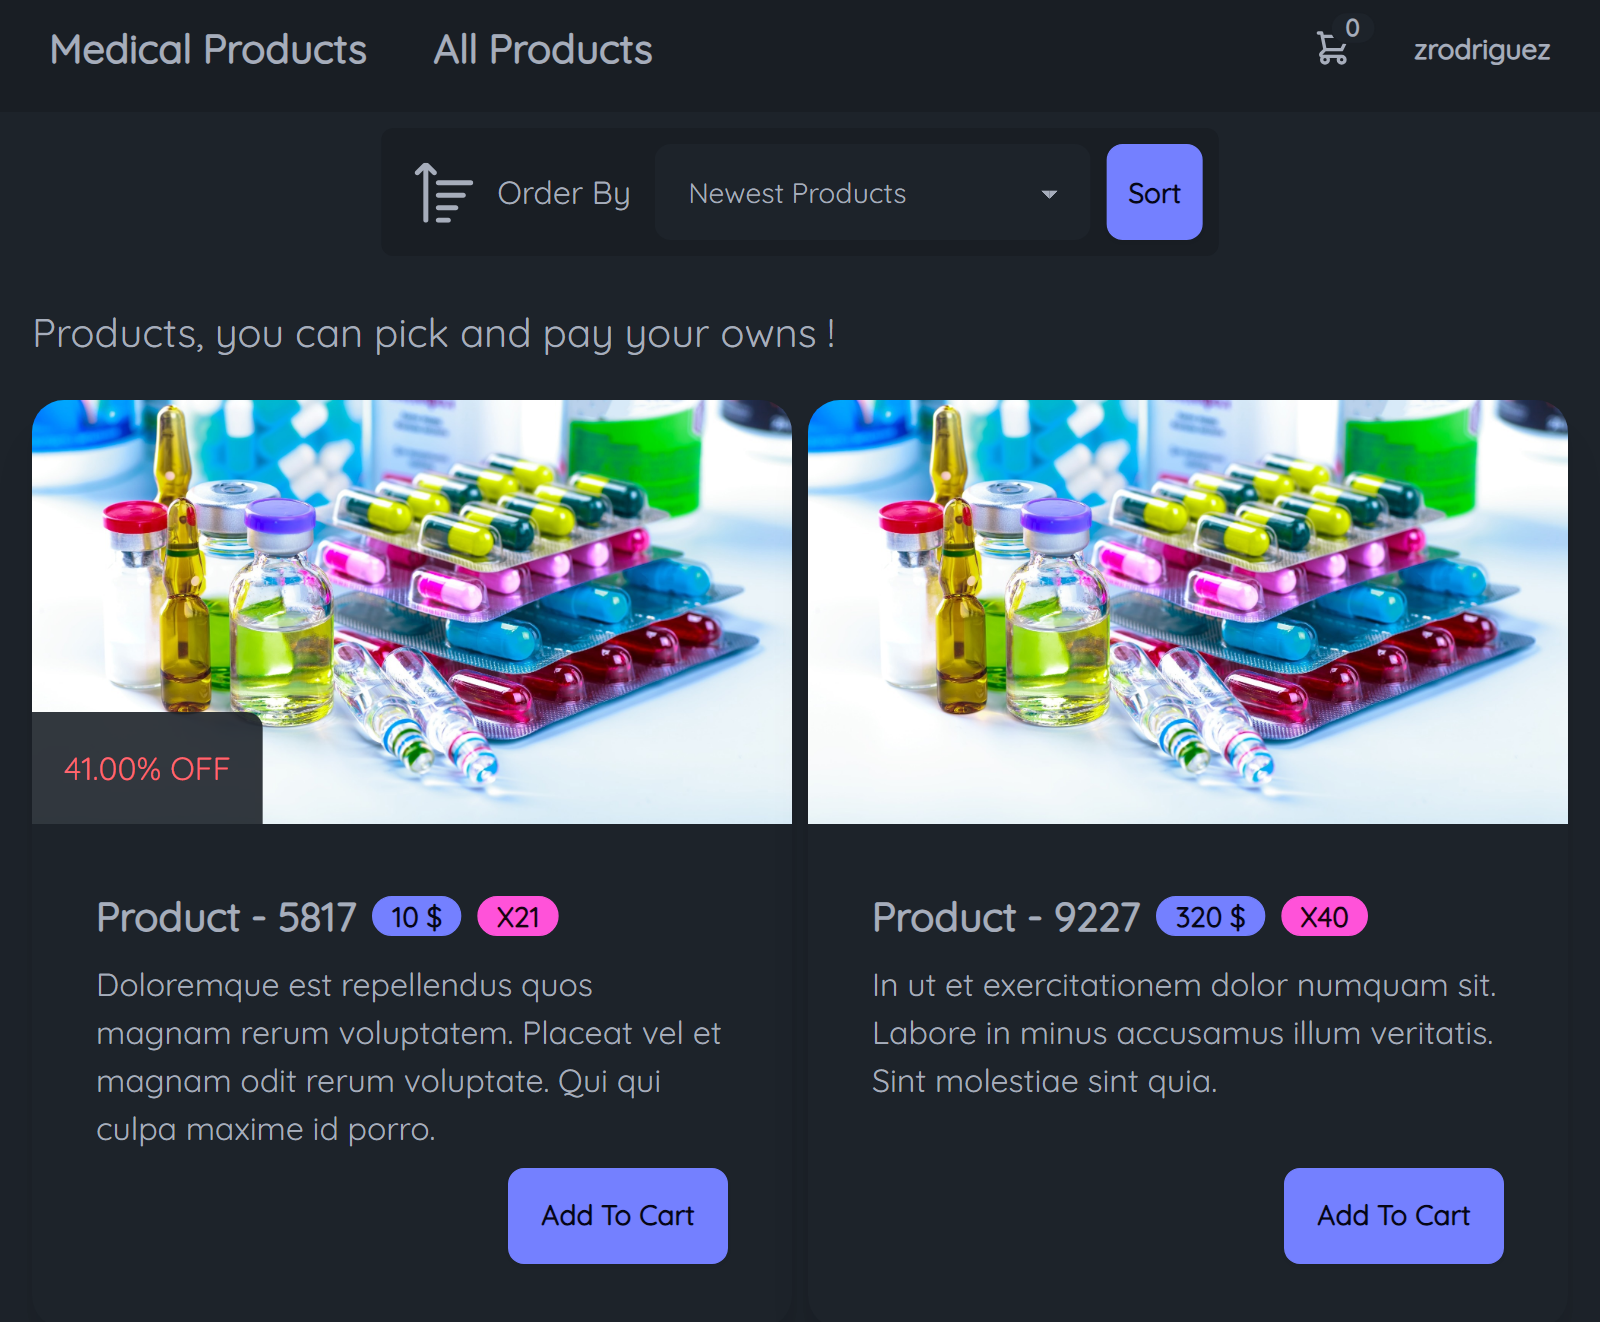 Medical Products
All Products
0
zrodriguez
Order By
Newest Products
Sort
Products, you can pick and pay your owns !
41.00% OFF
Product - 5817
10 $
X21
Doloremque est repellendus quos
magnam rerum voluptatem. Placeat vel et
magnam odit rerum voluptate. Qui qui
culpa maxime id porro.
Add To Cart
Product - 9227
320 $
X40
In ut et exercitationem dolor numquam sit.
Labore in minus accusamus illum veritatis.
Sint molestiae sint quia.
Add To Cart